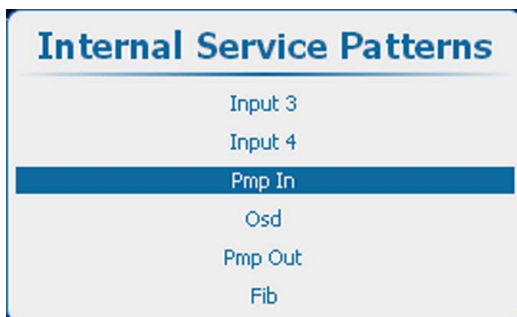 Internal Service Patterns
Input 3
Input 4
Pmp In
Osd
Pmp Out
Fib